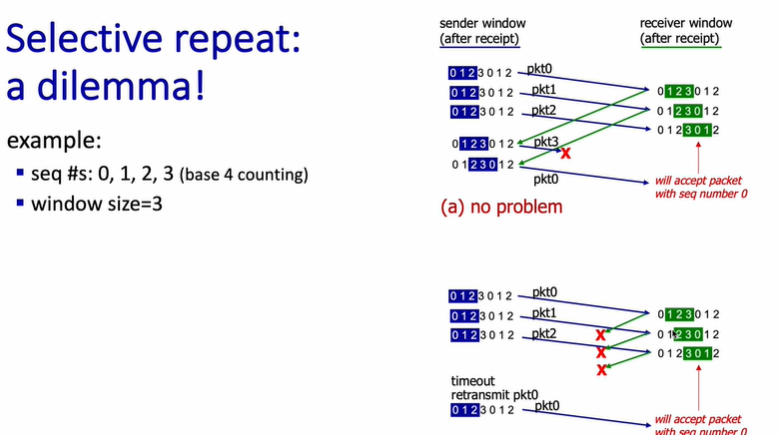 Selective repeat:
a dilemma!
example:
seq #s: 0, 1, 2, 3 (base 4 counting)
window size=3
sender window
(after receipt)
receiver window
(after receipt)
0 1 2 3 0 1 2 pkt0
0 1 2 3 0 1 2 pkt1
0 1 2 3 0 1 2 pkt2
0 1 2 3 0 1 2
0 1 2 3 0 1 2
0 1 2 3 0 1 2
0 1 2 3 0 1 2 pkt3
X
0 1 2 3 0 1 2
pkt0
will accept packet
with seq number 0
(a) no problem
0 1 2 3 0 1 2 pkt0
0 1 2 3 0 1 2 pkt1
0 1 2 3 0 1 2 pkt2
0 1 2 3 0 1 2
X 0 1 2 3 0 1 2
X 0 1 2 3 0 1 2
X
timeout
retransmit pkt0
0 1 2 3 0 1 2 pkt0
will accept packet
with seq number 0